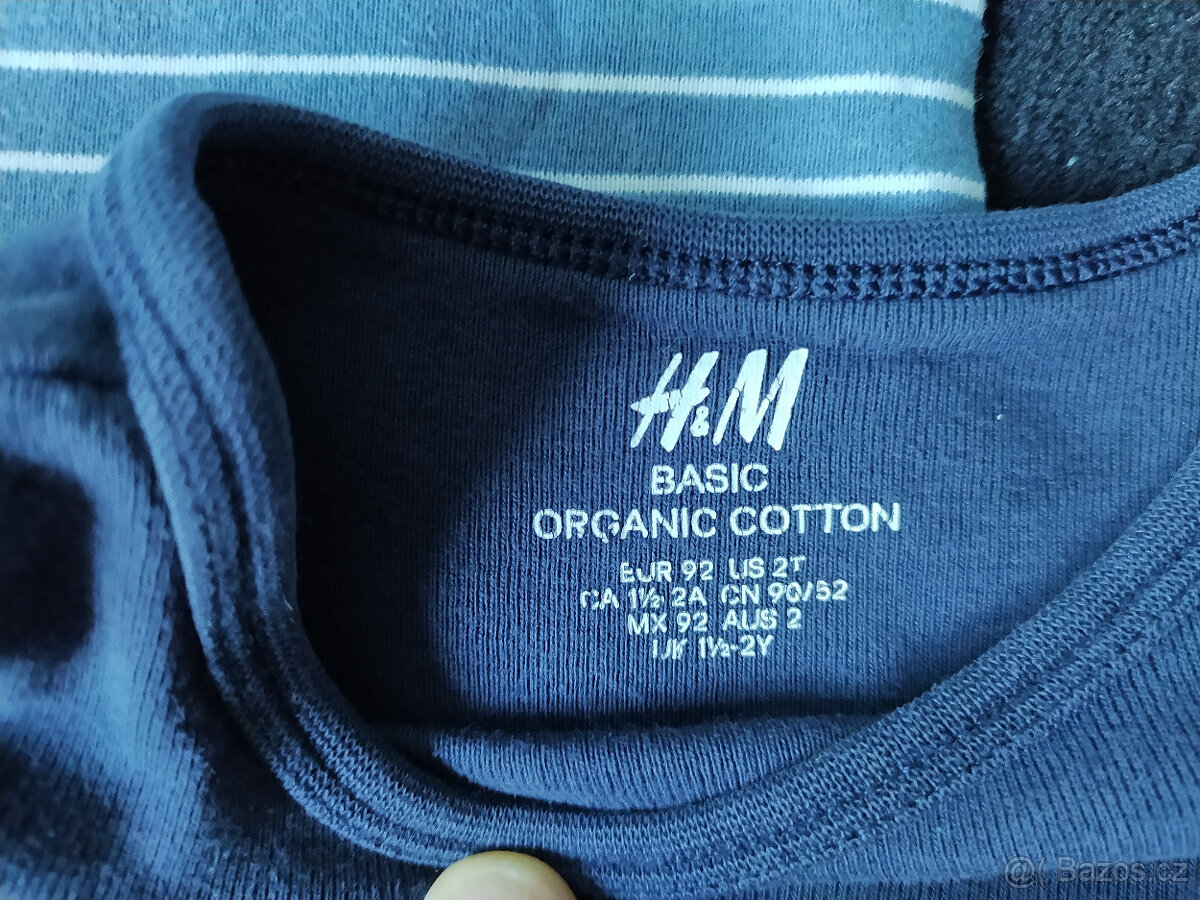 H&M
BASIC
ORGANIC COTTON
EUR 92 US 2T
CA 1½ 2A CN 90/52
MX 92 AUS 2
UK 1½-2Y
@( Bazos.cz